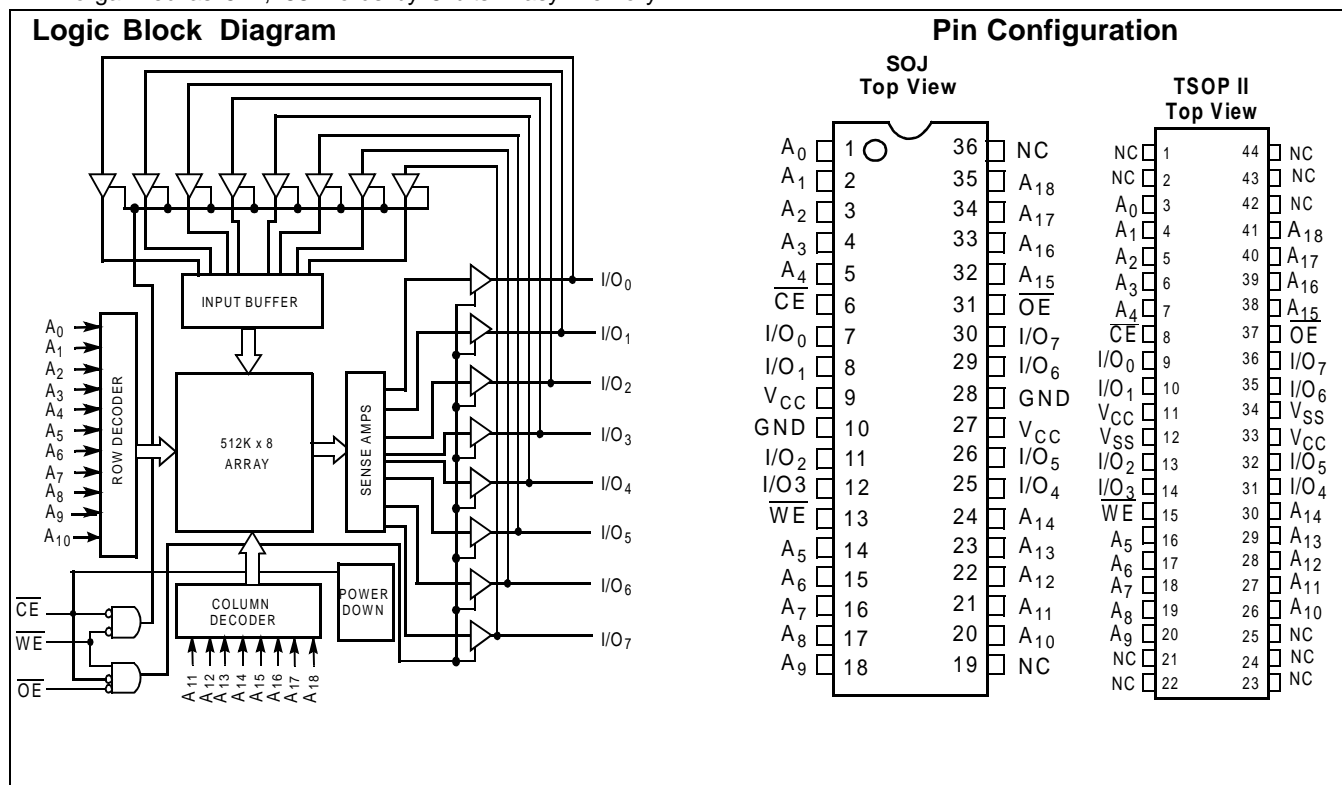 Logic Block Diagram
Pin Configuration
INPUT BUFFER
A0
A1
A2
A3
A4
A5
A6
A7
A8
A9
A10
ROW DECODER
512K x 8
ARRAY
SENSE AMPS
COLUMN
DECODER
POWER
DOWN
CE
WE
OE
A11
A12
A13
A14
A15
A16
A17
A18
I/O0
I/O1
I/O2
I/O3
I/O4
I/O5
I/O6
I/O7
SOJ
Top View
A0 1 36 NC
A1 2 35 A18
A2 3 34 A17
A3 4 33 A16
A4 5 32 A15
CE 6 31 OE
I/O0 7 30 I/O7
I/O1 8 29 I/O6
VCC 9 28 GND
GND 10 27 VCC
I/O2 11 26 I/O5
I/O3 12 25 I/O4
WE 13 24 A14
A5 14 23 A13
A6 15 22 A12
A7 16 21 A11
A8 17 20 A10
A9 18 19 NC
TSOP II
Top View
NC 1 44 NC
NC 2 43 NC
A0 3 42 NC
A1 4 41 A18
A2 5 40 A17
A3 6 39 A16
A4 7 38 A15
CE 8 37 OE
I/O0 9 36 I/O7
I/O1 10 35 I/O6
VCC 11 34 VSS
VSS 12 33 VCC
I/O2 13 32 I/O5
I/O3 14 31 I/O4
WE 15 30 A14
A5 16 29 A13
A6 17 28 A12
A7 18 27 A11
A8 19 26 A10
A9 20 25 NC
NC 21 24 NC
NC 22 23 NC